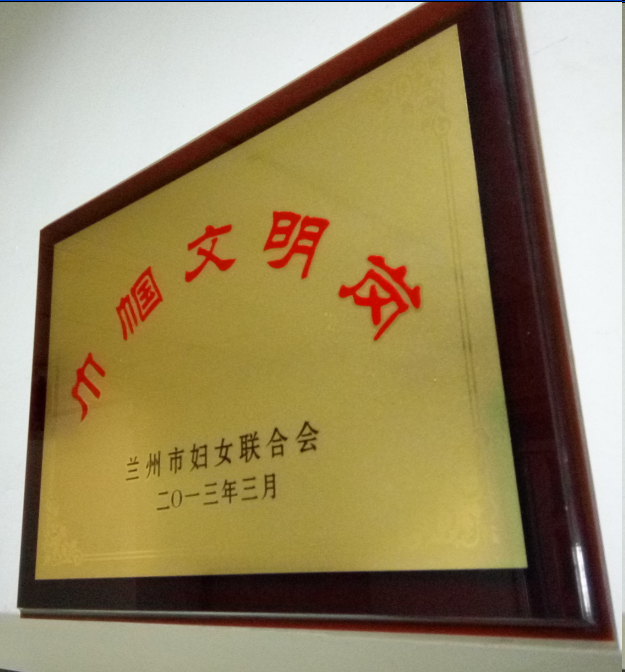 巾帼文明岗
兰州市妇女联合会
二〇一三年三月